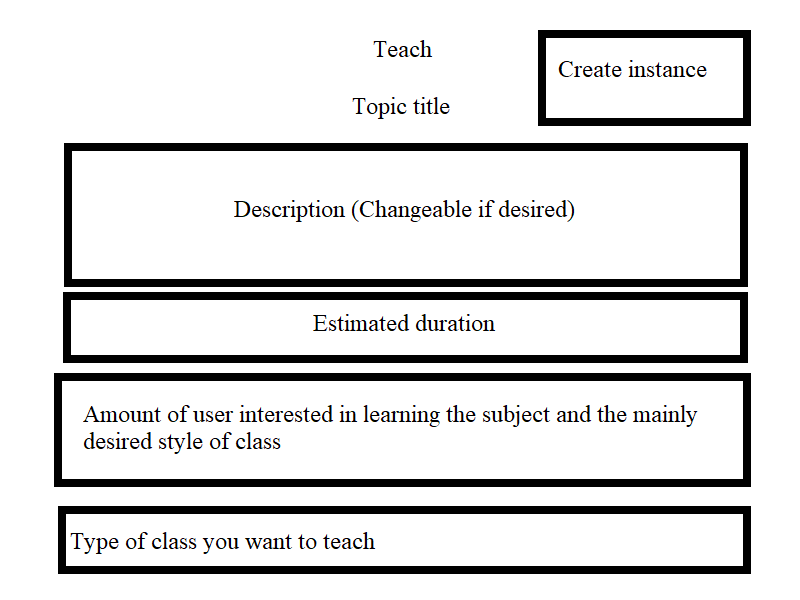 Teach
Create instance
Topic title
Description (Changeable if desired)
Estimated duration
Amount of user interested in learning the subject and the mainly
desired style of class
Type of class you want to teach